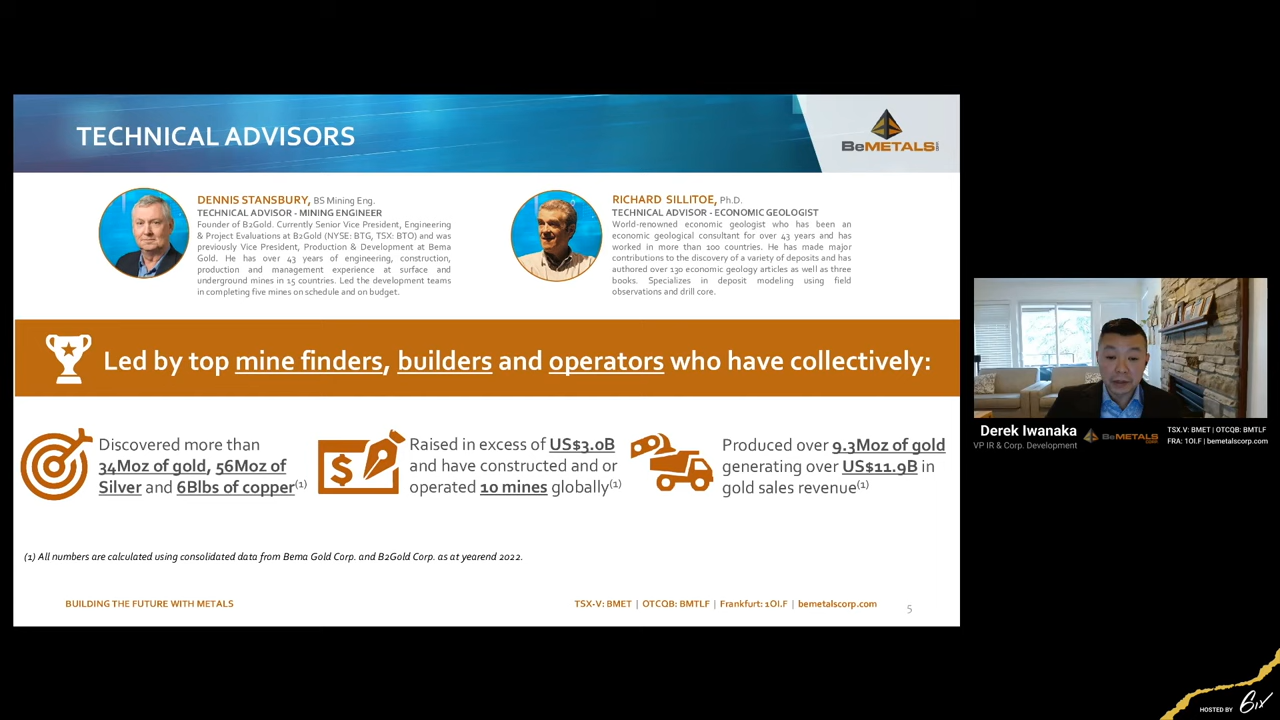 TECHNICAL ADVISORS
BeMETALS
DENNIS STANSBURY, BS Mining Eng.
TECHNICAL ADVISOR - MINING ENGINEER
Founder of B2Gold. Currently Senior Vice President, Engineering
& Project Evaluations at B2Gold (NYSE: BTG, TSX: BTO) and was
previously Vice President, Production & Development at Bema
Gold. He has over 43 years of engineering, construction,
production and management experience at surface and
underground mines in 15 countries. Led the development teams
in completing five mines on schedule and on budget.
RICHARD SILLITOE, Ph.D.
TECHNICAL ADVISOR - ECONOMIC GEOLOGIST
World-renowned economic geologist who has been an
economic geological consultant for over 43 years and has
worked in more than 100 countries. He has made major
contributions to the discovery of a variety of deposits and has
authored over 130 economic geology articles as well as three
books. Specializes in deposit modeling using field
observations and drill core.
Led by top mine finders, builders and operators who have collectively:
Discovered more than
34Moz of gold, 56Moz of
Silver and 6Blbs of copper(1)
Raised in excess of US$3.0B
and have constructed and or
operated 10 mines globally(1)
Produced over 9.3Moz of gold
generating over US$11.9B in
gold sales revenue(1)
(1) All numbers are calculated using consolidated data from Bema Gold Corp. and B2Gold Corp. as at yearend 2022.
BUILDING THE FUTURE WITH METALS
TSX-V: BMET | OTCQB: BMTLF | Frankfurt: 1OI.F | bemetalscorp.com
5
Derek Iwanaka
VP IR & Corp. Development
BeMETALS
TSX.V: BMET | OTCQB: BMTLF
FRA: 1OI.F | bemetalscorp.com
HOSTED BY 6ix